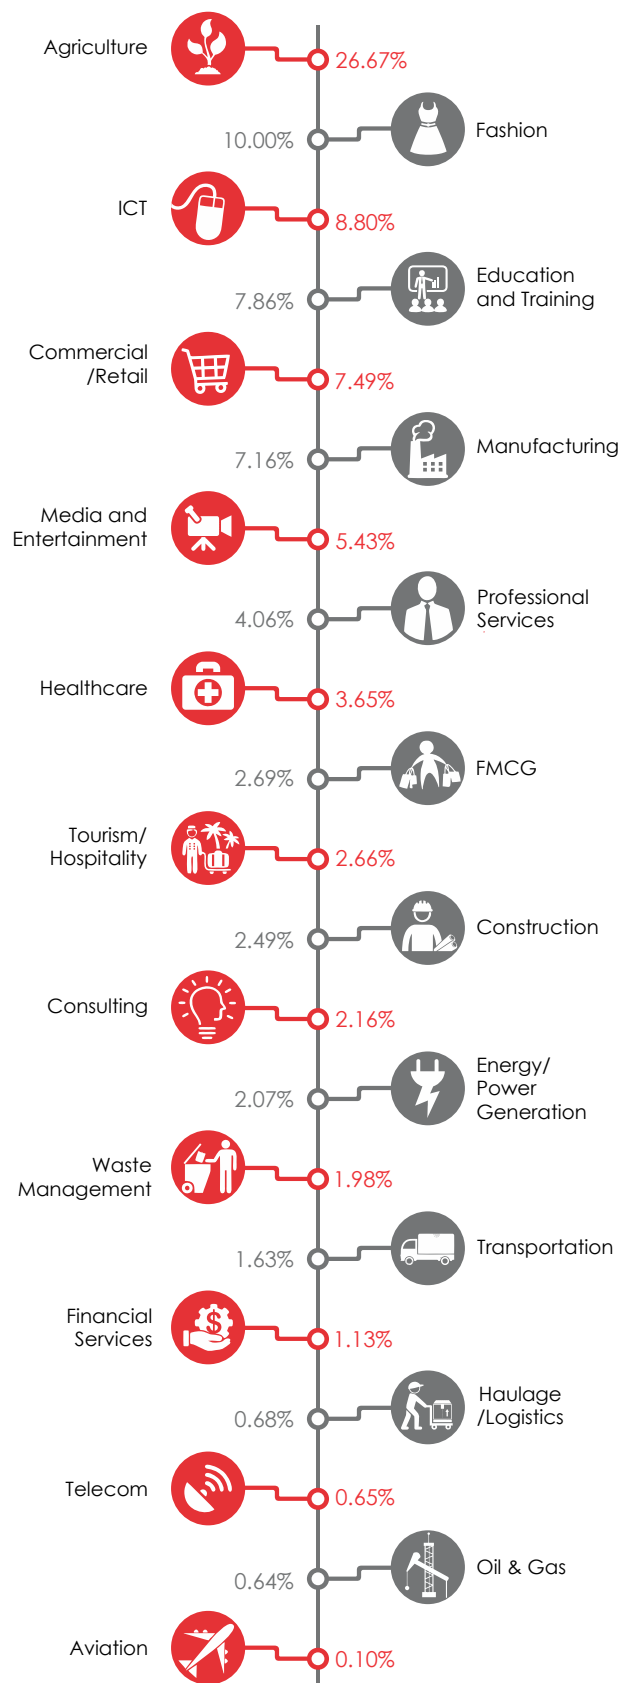 Agriculture
26.67%
10.00%
Fashion
ICT
8.80%
7.86%
Education
and Training
Commercial
/Retail
7.49%
7.16%
Manufacturing
Media and
Entertainment
5.43%
4.06%
Professional
Services
Healthcare
3.65%
2.69%
FMCG
Tourism/
Hospitality
2.66%
2.49%
Construction
Consulting
2.16%
2.07%
Energy/
Power
Generation
Waste
Management
1.98%
1.63%
Transportation
Financial
Services
$
1.13%
0.68%
Haulage
/Logistics
Telecom
0.65%
0.64%
Oil & Gas
Aviation
0.10%